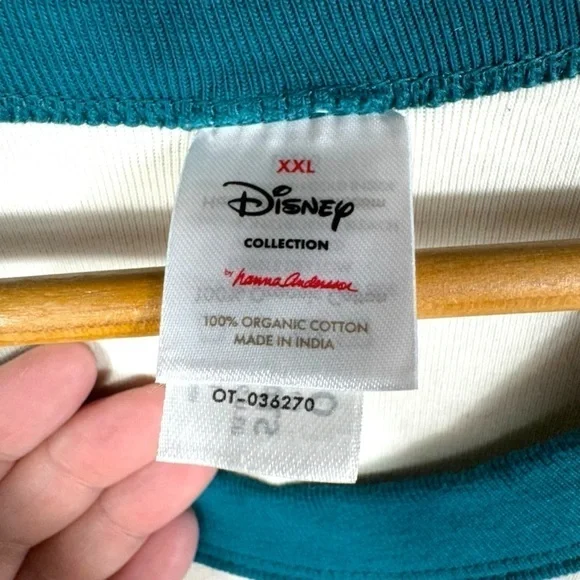 XXL
Disney
COLLECTION
by hanna Andersson
100% ORGANIC COTTON
MADE IN INDIA
OT-036270